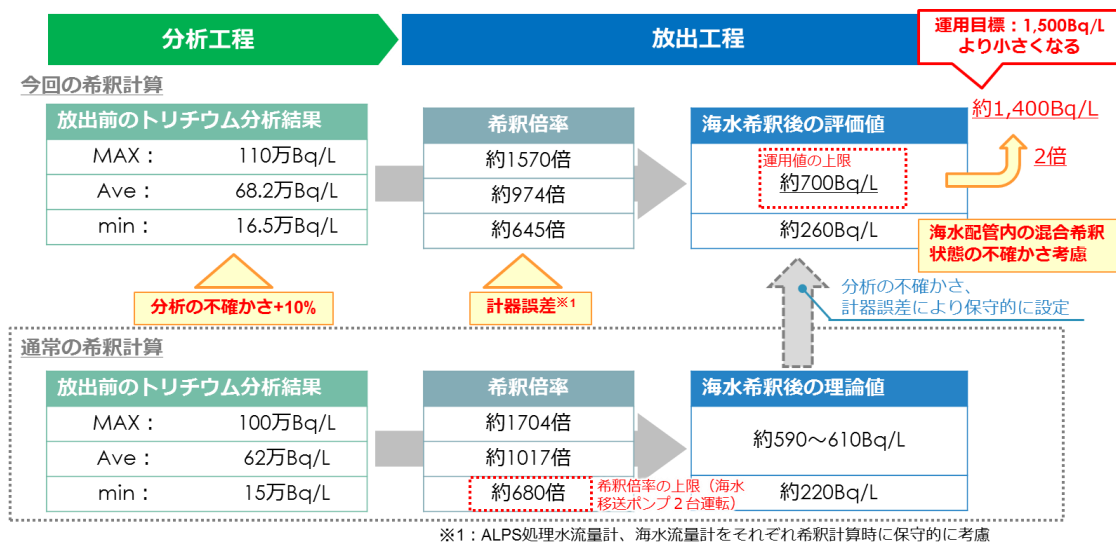 分析工程
放出工程
運用目標：1,500Bq/L
より小さくなる
今回の希釈計算
放出前のトリチウム分析結果
MAX： 110万Bq/L
Ave： 68.2万Bq/L
min： 16.5万Bq/L
希釈倍率
約1570倍
約974倍
約645倍
海水希釈後の評価値
運用値の上限
約700Bq/L
約260Bq/L
約1,400Bq/L
2倍
海水配管内の混合希釈
状態の不確かさ考慮
分析の不確かさ+10%
計器誤差※1
分析の不確かさ、
計器誤差により保守的に設定
通常の希釈計算
放出前のトリチウム分析結果
MAX： 100万Bq/L
Ave： 62万Bq/L
min： 15万Bq/L
希釈倍率
約1704倍
約1017倍
約680倍
希釈倍率の上限（海水
移送ポンプ２台運転）
海水希釈後の理論値
約590～610Bq/L
約220Bq/L
※1：ALPS処理水流量計、海水流量計をそれぞれ希釈計算時に保守的に考慮